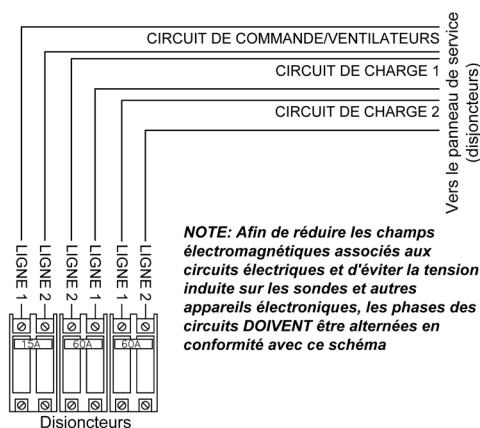 CIRCUIT DE COMMANDE/VENTILATEURS
CIRCUIT DE CHARGE 1
CIRCUIT DE CHARGE 2
Vers le panneau de service
(disjoncteurs)
LIGNE 1
LIGNE 2
LIGNE 2
LIGNE 1
LIGNE 1
LIGNE 2
NOTE: Afin de réduire les champs
électromagnétiques associés aux
circuits électriques et d'éviter la tension
induite sur les sondes et autres
appareils électroniques, les phases des
circuits DOIVENT être alternées en
conformité avec ce schéma
15A
60A
60A
Disjoncteurs